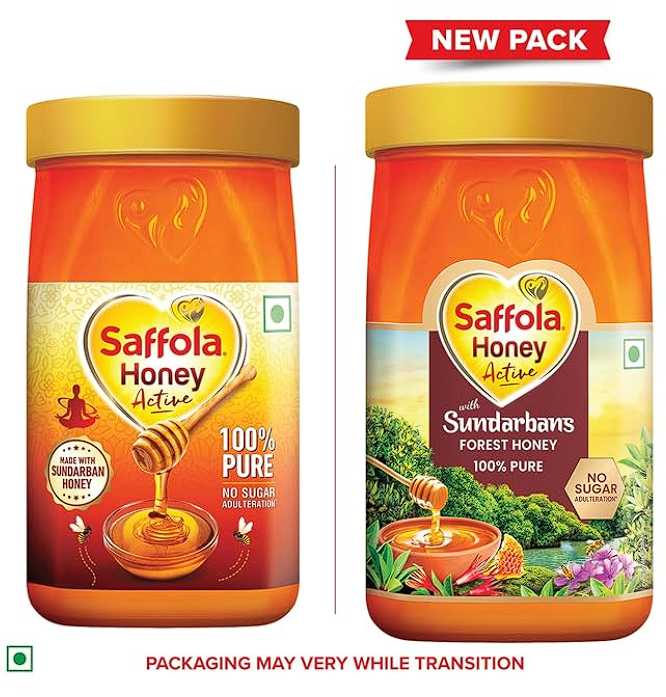 NEW PACK
Saffola
Honey
Active
MADE WITH
SUNDARBAN
HONEY
100%
PURE
NO SUGAR
ADULTERATION
Saffola
Honey
Active
with
Sundarbans
FOREST HONEY
100% PURE
NO
SUGAR
ADULTERATION*
PACKAGING MAY VERY WHILE TRANSITION